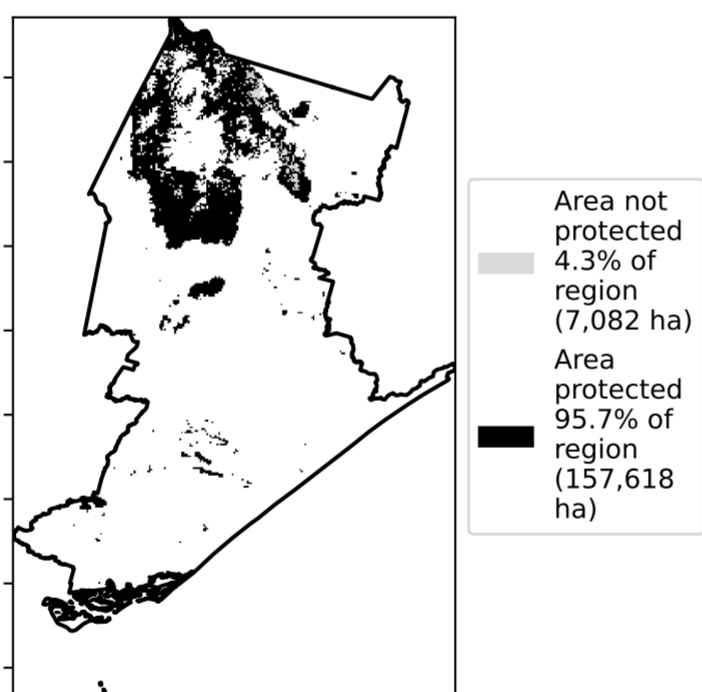 Area not
protected
4.3% of
region
(7,082 ha)
Area
protected
95.7% of
region
(157,618
ha)